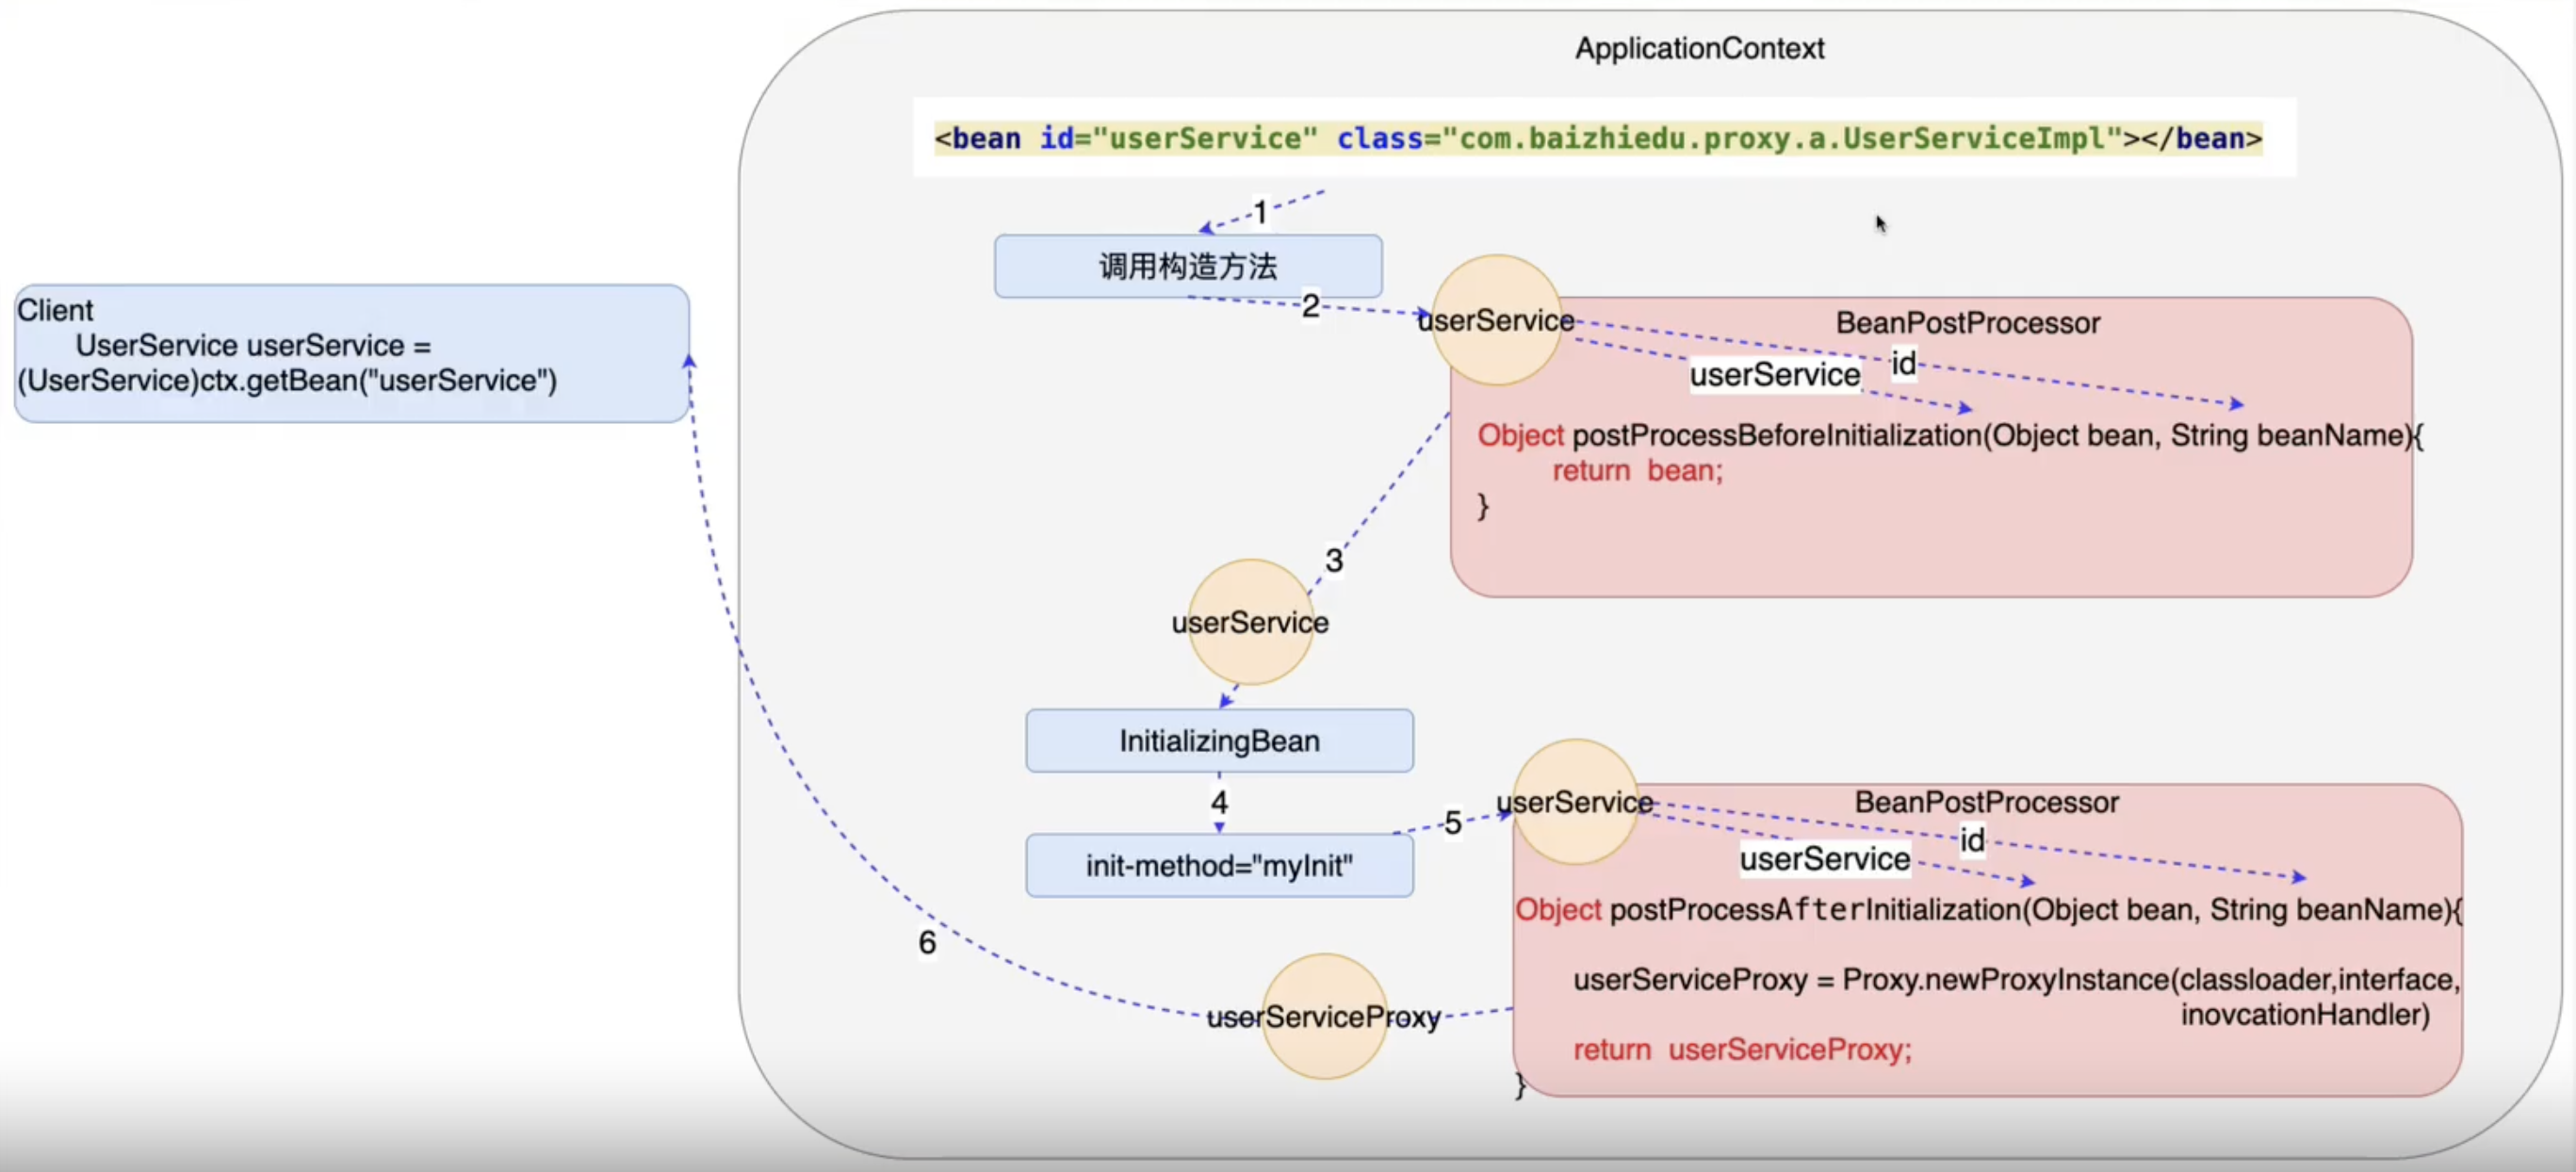 ApplicationContext
<bean id="userService" class="com.baizhiedu.proxy.a.UserServiceImpl"></bean>
1
调用构造方法
2
Client
UserService userService =
(UserService)ctx.getBean("userService")
userService
BeanPostProcessor
id
userService
Object postProcessBeforeInitialization(Object bean, String beanName){
return bean;
}
3
userService
InitializingBean
4
init-method="myInit"
5
userService
BeanPostProcessor
id
userService
Object postProcessAfterInitialization(Object bean, String beanName){
userServiceProxy = Proxy.newProxyInstance(classloader,interface,
inovcationHandler)
return userServiceProxy;
}
userServiceProxy
6